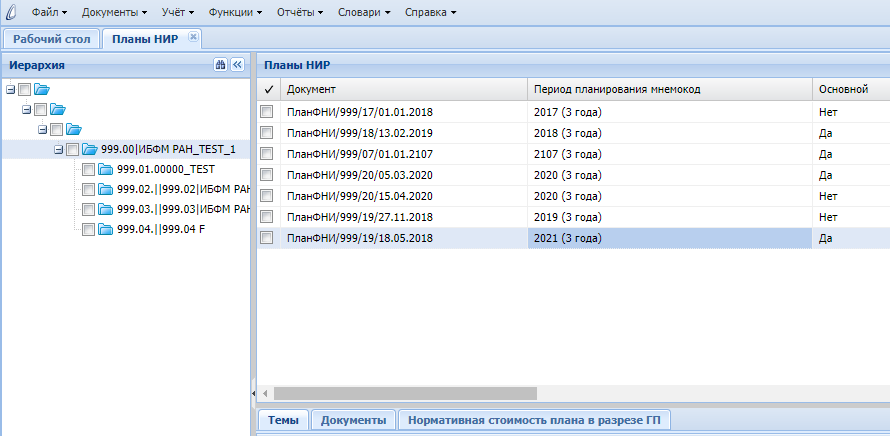 Файл Документы Учёт Функции Отчёты Словари Справка
Рабочий стол Планы НИР
Иерархия
999.00|ИБФМ РАН_TEST_1
999.01.00000_TEST
999.02.||999.02|ИБФМ РАН
999.03.||999.03|ИБФМ РАН
999.04.||999.04 F
Планы НИР
Документ Период планирования мнемокод Основной
ПланФНИ/999/17/01.01.2018 2017 (3 года) Нет
ПланФНИ/999/18/13.02.2019 2018 (3 года) Да
ПланФНИ/999/07/01.01.2107 2107 (3 года) Да
ПланФНИ/999/20/05.03.2020 2020 (3 года) Да
ПланФНИ/999/20/15.04.2020 2020 (3 года) Нет
ПланФНИ/999/19/27.11.2018 2019 (3 года) Нет
ПланФНИ/999/19/18.05.2018 2021 (3 года) Да
Темы Документы Нормативная стоимость плана в разрезе ГП